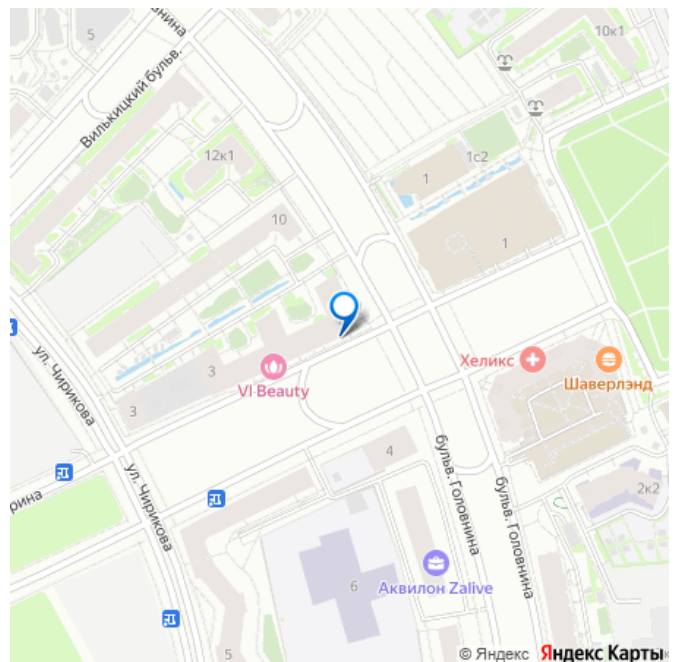 внина
5
10к1
Вилькицкий бульв.
12к1
1с2
1
10
1
ул. Чирикова
Хеликс
Шаверлэнд
3
VI Beauty
3
4
рина
ул. Чирикова
бульв. Головнина
бульв. Головнина
2к2
6
Аквилон Zalive
5
© Яндекс Яндекс Карты